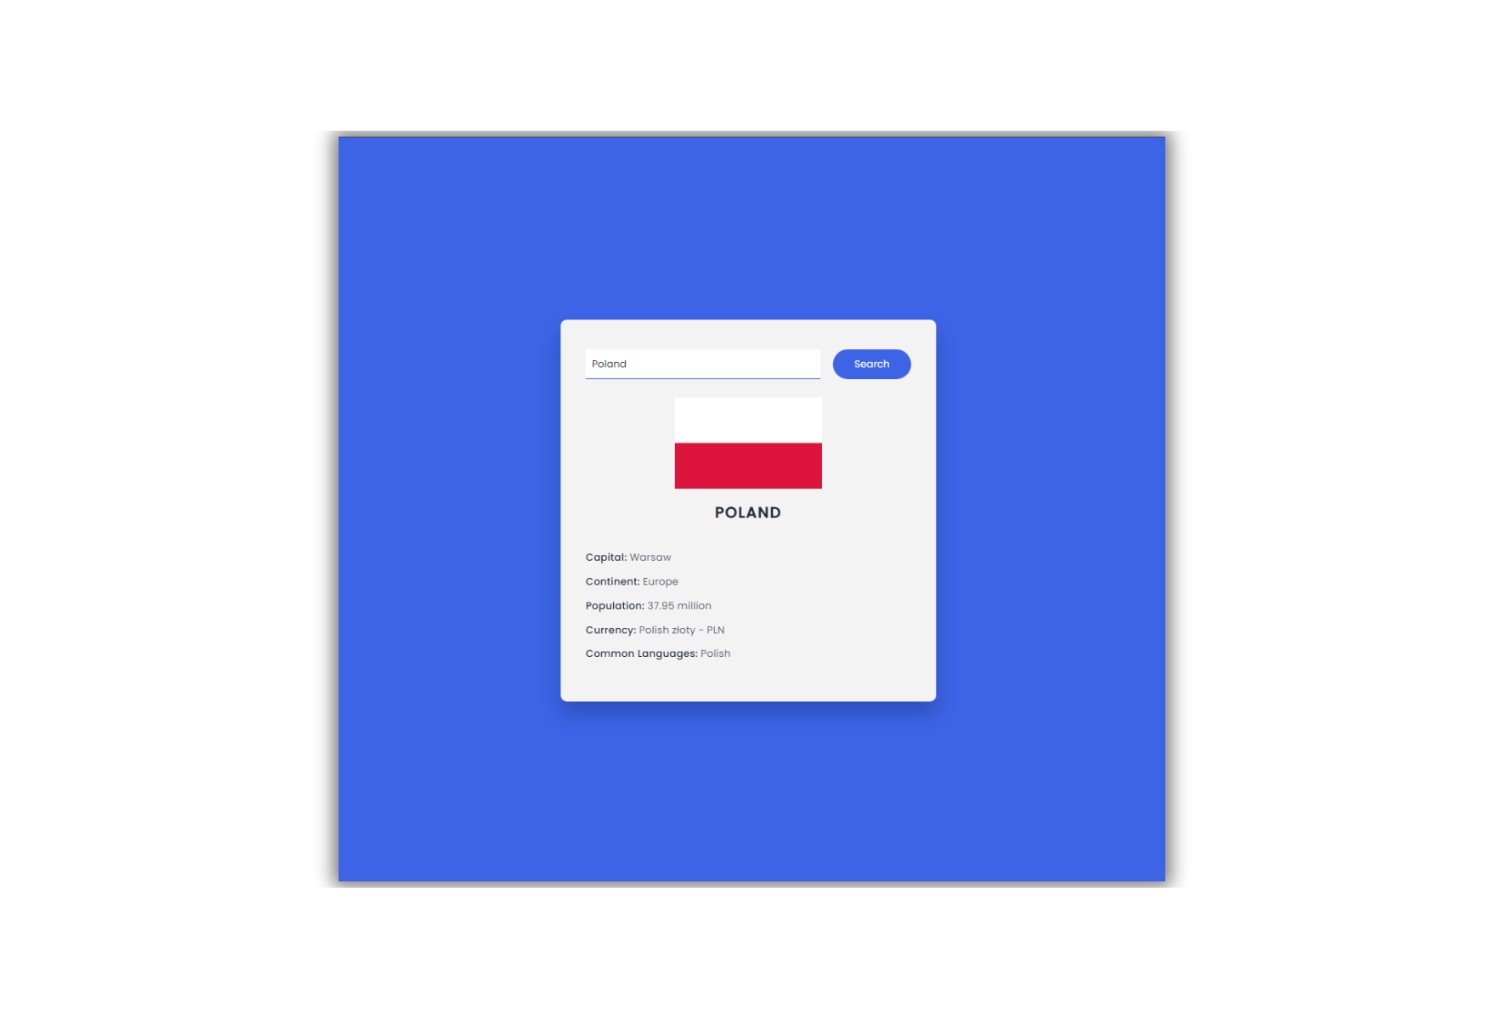 Poland
Search
POLAND
Capital: Warsaw
Continent: Europe
Population: 37.95 million
Currency: Polish złoty - PLN
Common Languages: Polish